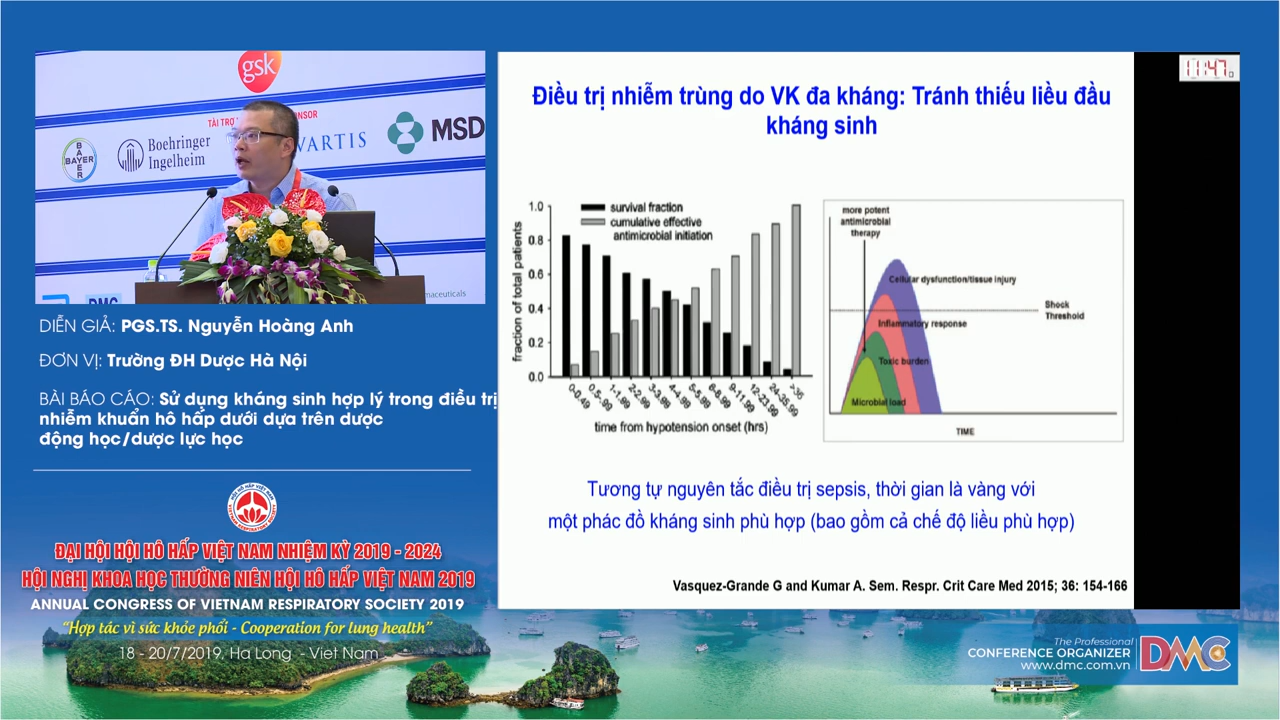 gsk
TÀI TRỢ
SPONSOR
BAYER
BAYER
Boehringer
Ingelheim
VARTIS
MSD
DMC
maceuticals
DIỄN GIẢ: PGS.TS. Nguyễn Hoàng Anh
ĐƠN VỊ: Trường ĐH Dược Hà Nội
BÀI BÁO CÁO: Sử dụng kháng sinh hợp lý trong điều trị
nhiễm khuẩn hô hấp dưới dựa trên dược
động học/dược lực học
HỘI HÔ HẤP VIỆT NAM
VIETNAM RESPIRATORY SOCIETY
ĐẠI HỘI HỘI HÔ HẤP VIỆT NAM NHIỆM KỲ 2019 - 2024
HỘI NGHỊ KHOA HỌC THƯỜNG NIÊN HỘI HÔ HẤP VIỆT NAM 2019
ANNUAL CONGRESS OF VIETNAM RESPIRATORY SOCIETY 2019
“Hợp tác vì sức khỏe phổi - Cooperation for lung health”
18 - 20/7/2019, Ha Long - Viet Nam
11:47
Điều trị nhiễm trùng do VK đa kháng: Tránh thiếu liều đầu
kháng sinh
survival fraction
cumulative effective
antimicrobial initiation
fraction of total patients
1.0
0.8
0.6
0.4
0.2
0.0
0-0.49
0.5-.99
1-1.99
2-2.99
3-3.99
4-4.99
5-5.99
6-8.99
9-11.99
12-23.99
24-35.99
>36
time from hypotension onset (hrs)
more potent
antimicrobial
therapy
Cellular dysfunction/tissue injury
Shock
Threshold
Inflammatory response
Toxic burden
Microbial load
TIME
Tương tự nguyên tắc điều trị sepsis, thời gian là vàng với
một phác đồ kháng sinh phù hợp (bao gồm cả chế độ liều phù hợp)
Vasquez-Grande G and Kumar A. Sem. Respr. Crit Care Med 2015; 36: 154-166
The Professional
CONFERENCE ORGANIZER
www.dmc.com.vn
DMC